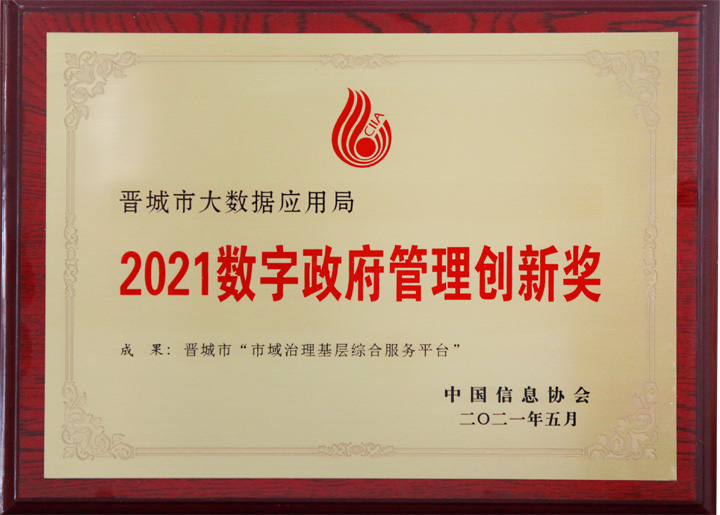 CIIA
晋城市大数据应用局
2021数字政府管理创新奖
成 果：晋城市“市域治理基层综合服务平台”
中国信息协会
二〇二一年五月